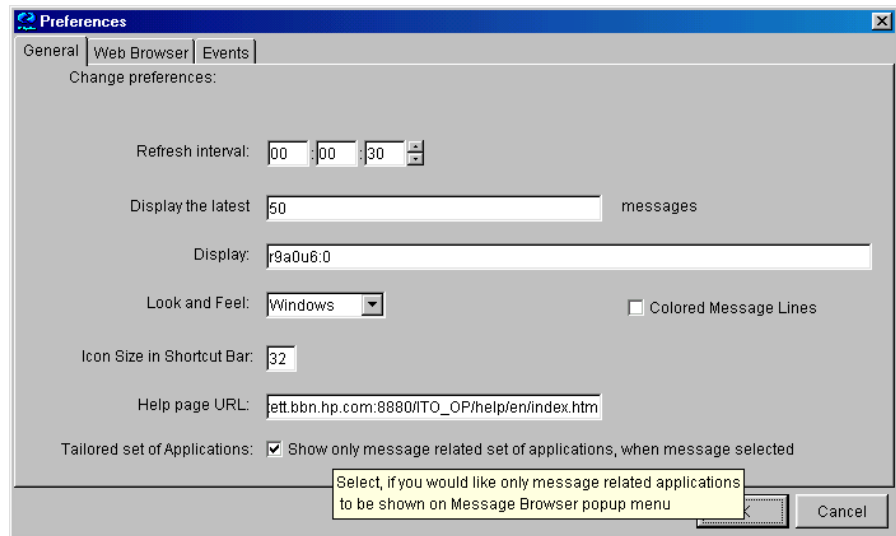 Preferences
General Web Browser Events
Change preferences:
Refresh interval: 00 :00 :30
Display the latest 50 messages
Display: r9a0u6:0
Look and Feel: Windows Colored Message Lines
Icon Size in Shortcut Bar: 32
Help page URL: ett.bbn.hp.com:8880/ITO_OP/help/en/index.htm
Tailored set of Applications: Show only message related set of applications, when message selected
Select, if you would like only message related applications
to be shown on Message Browser popup menu
Cancel